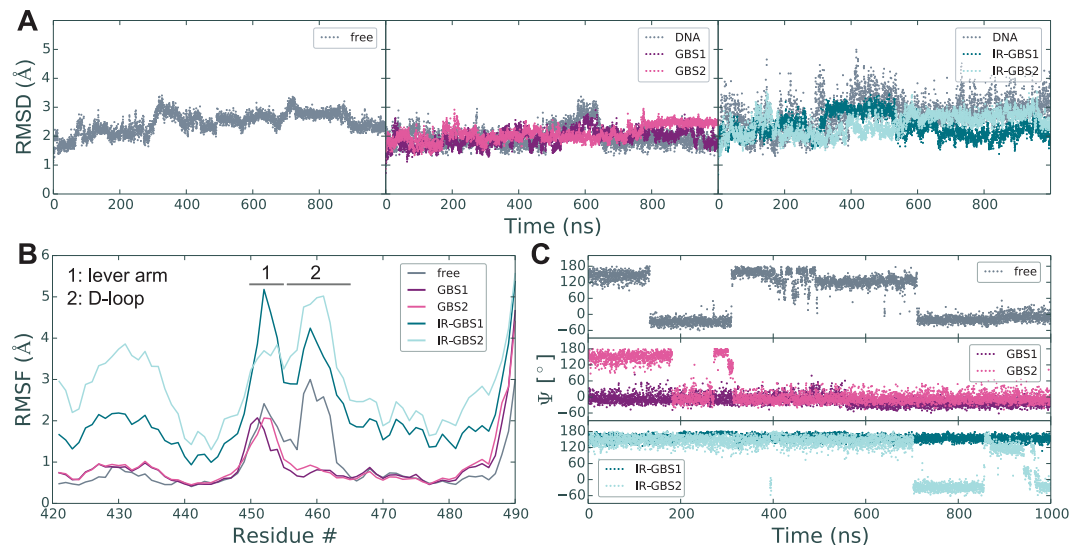 A
free
DNA
GBS1
GBS2
DNA
IR-GBS1
IR-GBS2
RMSD (Å)
5
4
3
2
1
0
0 200 400 600 800
0 200 400 600 800
0 200 400 600 800
Time (ns)
B
1: lever arm
2: D-loop
1 2
free
GBS1
GBS2
IR-GBS1
IR-GBS2
RMSF (Å)
6
5
4
3
2
1
0
420 430 440 450 460 470 480 490
Residue #
C
free
GBS1
GBS2
IR-GBS1
IR-GBS2
Ψ [°]
180
120
60
0
−60
180
120
60
0
−60
180
120
60
0
−60
0 200 400 600 800 1000
Time (ns)